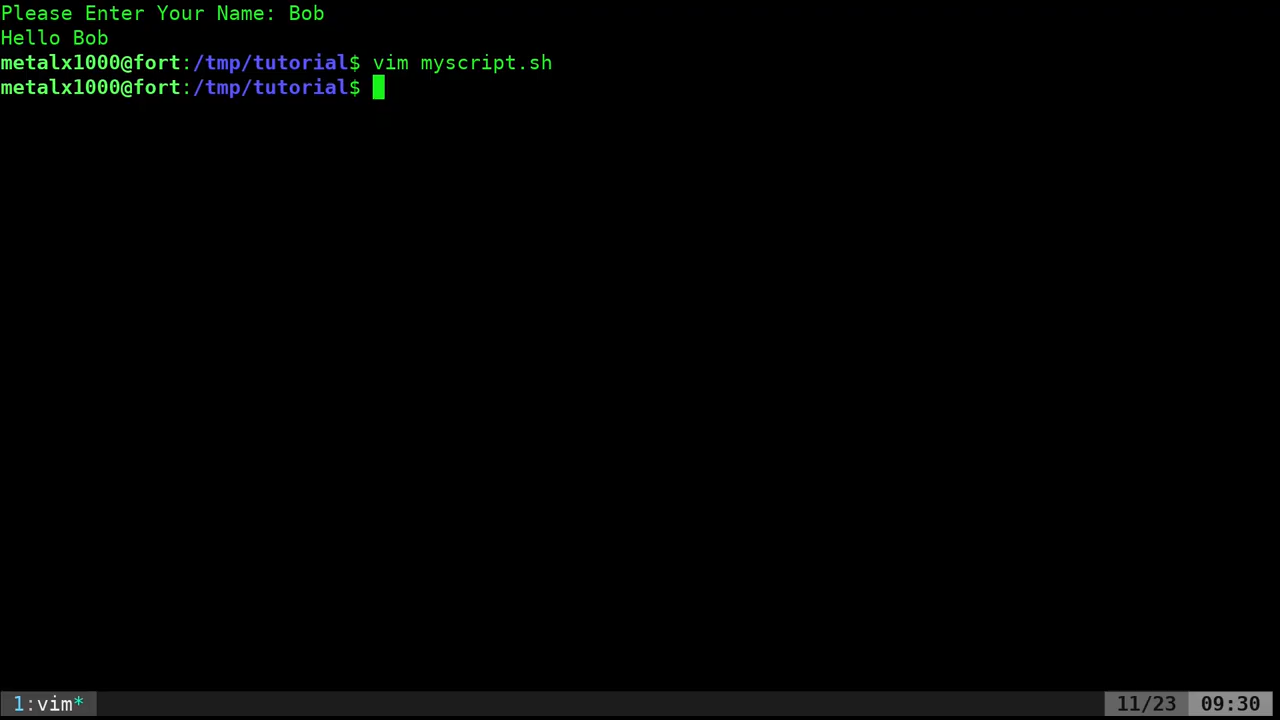 Please Enter Your Name: Bob
Hello Bob
metalx1000@fort:/tmp/tutorial$ vim myscript.sh
metalx1000@fort:/tmp/tutorial$
1:vim* 11/23 09:30